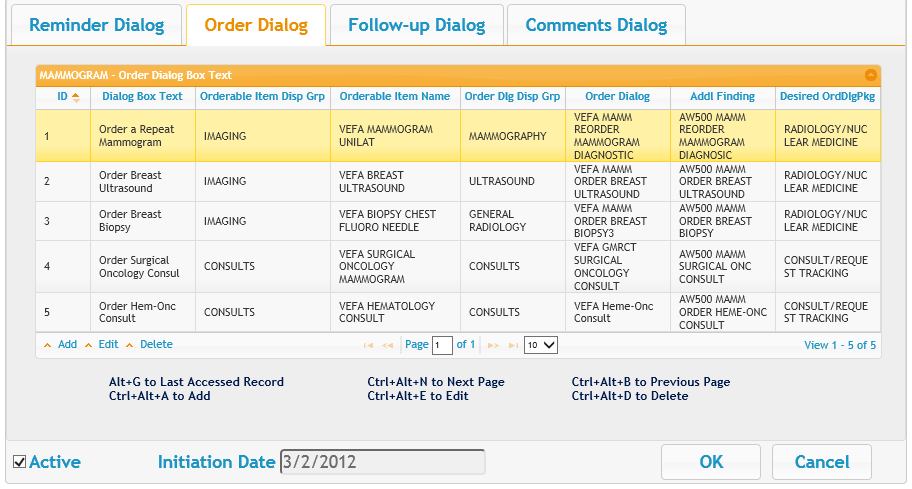 Reminder Dialog Order Dialog Follow-up Dialog Comments Dialog
MAMMOGRAM - Order Dialog Box Text
ID Dialog Box Text Orderable Item Disp Grp Orderable Item Name Order Dlg Disp Grp Order Dialog Addl Finding Desired OrdDlgPkg
1 Order a Repeat Mammogram IMAGING VEFA MAMMOGRAM UNILAT MAMMOGRAPHY VEFA MAMM REORDER MAMMOGRAM DIAGNOSTIC AW500 MAMM REORDER MAMMOGRAM DIAGNOSIC RADIOLOGY/NUC LEAR MEDICINE
2 Order Breast Ultrasound IMAGING VEFA BREAST ULTRASOUND ULTRASOUND VEFA MAMM ORDER BREAST ULTRASOUND AW500 MAMM ORDER BREAST ULTRASOUND RADIOLOGY/NUC LEAR MEDICINE
3 Order Breast Biopsy IMAGING VEFA BIOPSY CHEST FLUORO NEEDLE GENERAL RADIOLOGY VEFA MAMM ORDER BREAST BIOPSY3 AW500 MAMM ORDER BREAST BIOPSY RADIOLOGY/NUC LEAR MEDICINE
4 Order Surgical Oncology Consul CONSULTS VEFA SURGICAL ONCOLOGY MAMMOGRAM CONSULTS VEFA GMRCT SURGICAL ONCOLOGY CONSULT AW500 MAMM SURGICAL ONC CONSULT CONSULT/REQUE ST TRACKING
5 Order Hem-Onc Consult CONSULTS VEFA HEMATOLOGY CONSULT CONSULTS VEFA Heme-Onc Consult AW500 MAMM ORDER HEME-ONC CONSULT CONSULT/REQUE ST TRACKING
Add Edit Delete Page 1 of 1 10 View 1 - 5 of 5
Alt+G to Last Accessed Record Ctrl+Alt+N to Next Page Ctrl+Alt+B to Previous Page
Ctrl+Alt+A to Add Ctrl+Alt+E to Edit Ctrl+Alt+D to Delete
Active Initiation Date 3/2/2012 OK Cancel